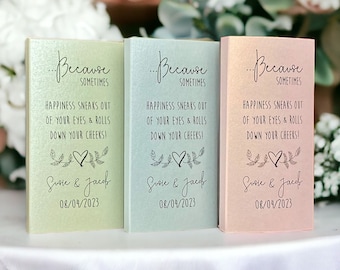 ...Because
SOMETIMES
HAPPINESS SNEAKS OUT
OF YOUR EYES & ROLLS
DOWN YOUR CHEEKS!
Susie & Jacob
08/09/2023
...Because
SOMETIMES
HAPPINESS SNEAKS OUT
OF YOUR EYES & ROLLS
DOWN YOUR CHEEKS!
Susie & Jacob
08/09/2023
...Because
SOMETIMES
HAPPINESS SNEAKS OUT
OF YOUR EYES & ROLLS
DOWN YOUR CHEEKS!
Susie & Jacob
08/09/2023